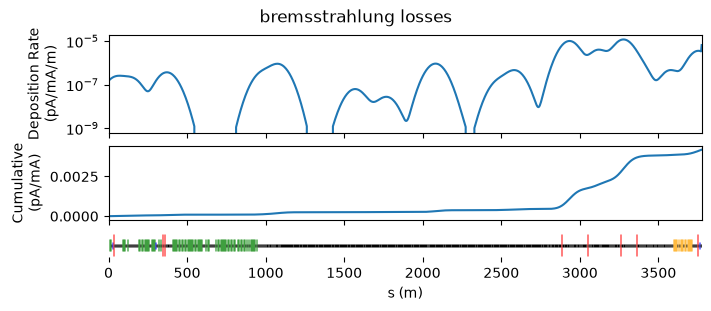 bremsstrahlung losses
Deposition Rate
(pA/mA/m)
10⁻⁵
10⁻⁷
10⁻⁹
Cumulative
(pA/mA)
0.0025
0.0000
0 500 1000 1500 2000 2500 3000 3500
s (m)